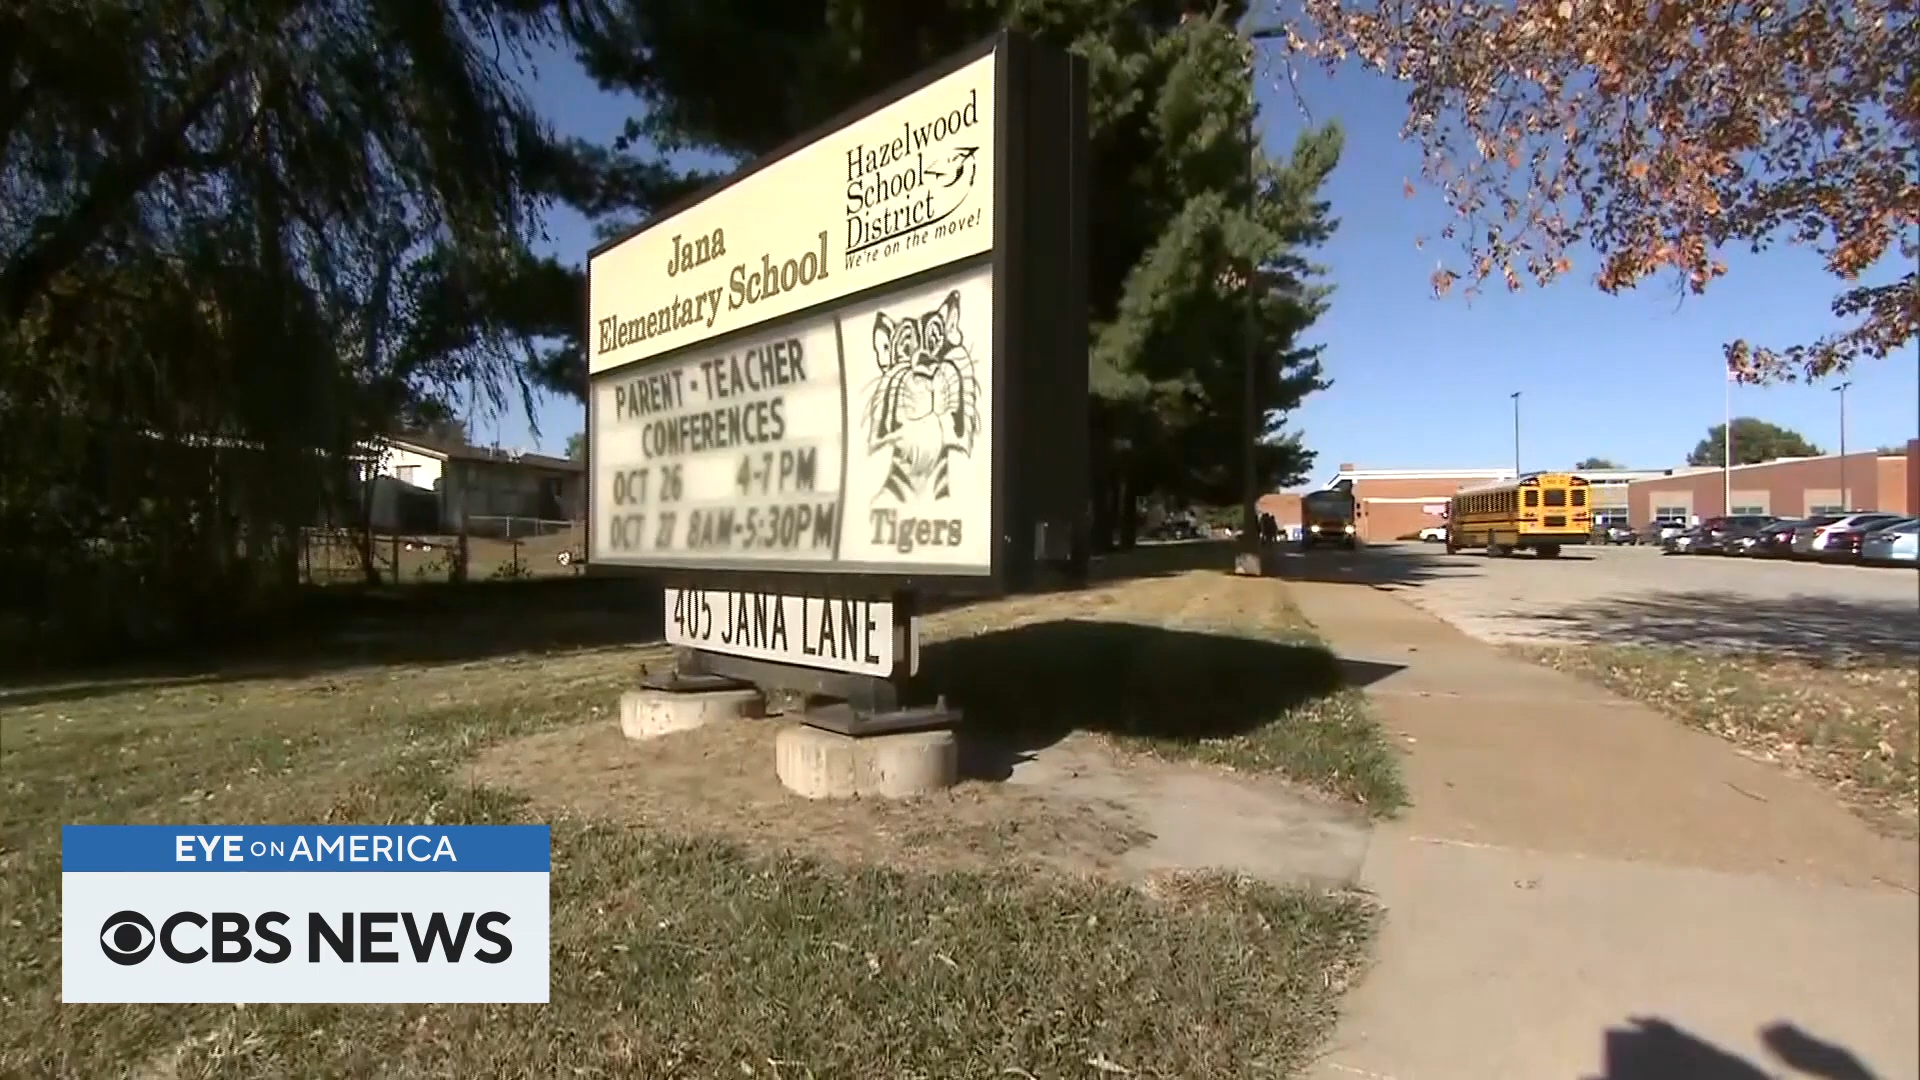 Jana
Elementary School
Hazelwood
School
District
We're on the move!
PARENT - TEACHER
CONFERENCES
OCT 26 4-7 PM
OCT 27 8AM-5:30PM
Tigers
405 JANA LANE
EYE ON AMERICA
CBS NEWS